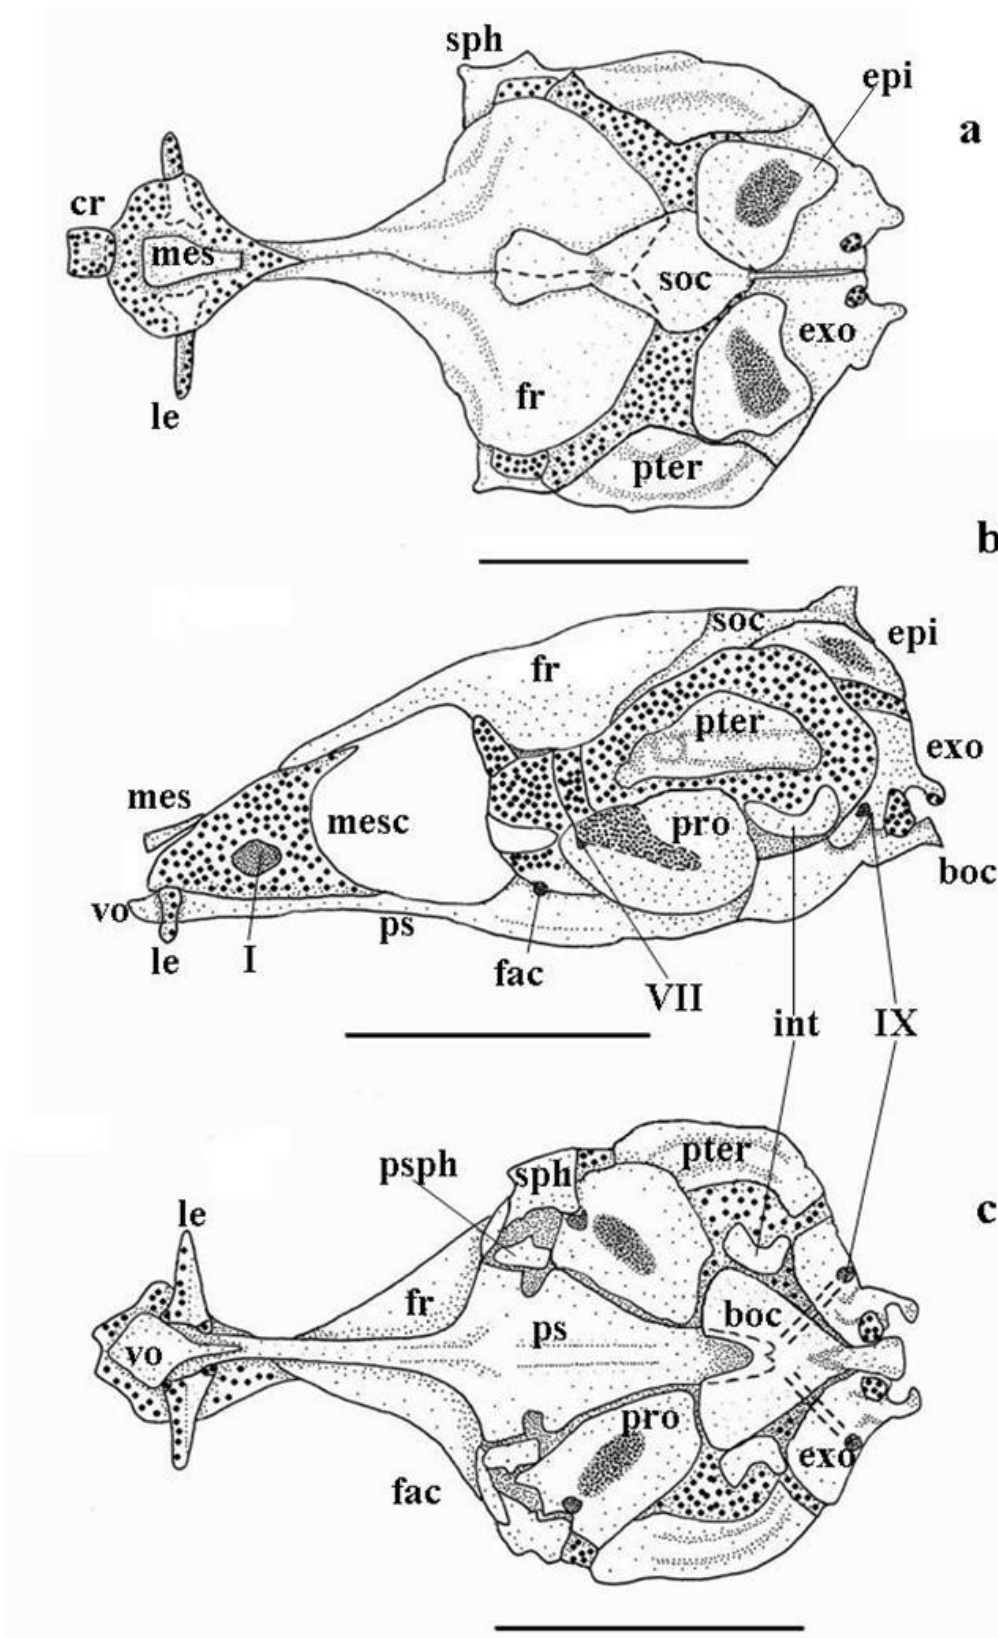 sph
epi
a
cr
mes
soc
exo
fr
le
pter
b
soc
epi
fr
pter
exo
mes
mesc
pro
boc
vo
ps
le
I
fac
VII
int
IX
pter
psph
sph
c
le
fr
boc
ps
vo
pro
exo
fac